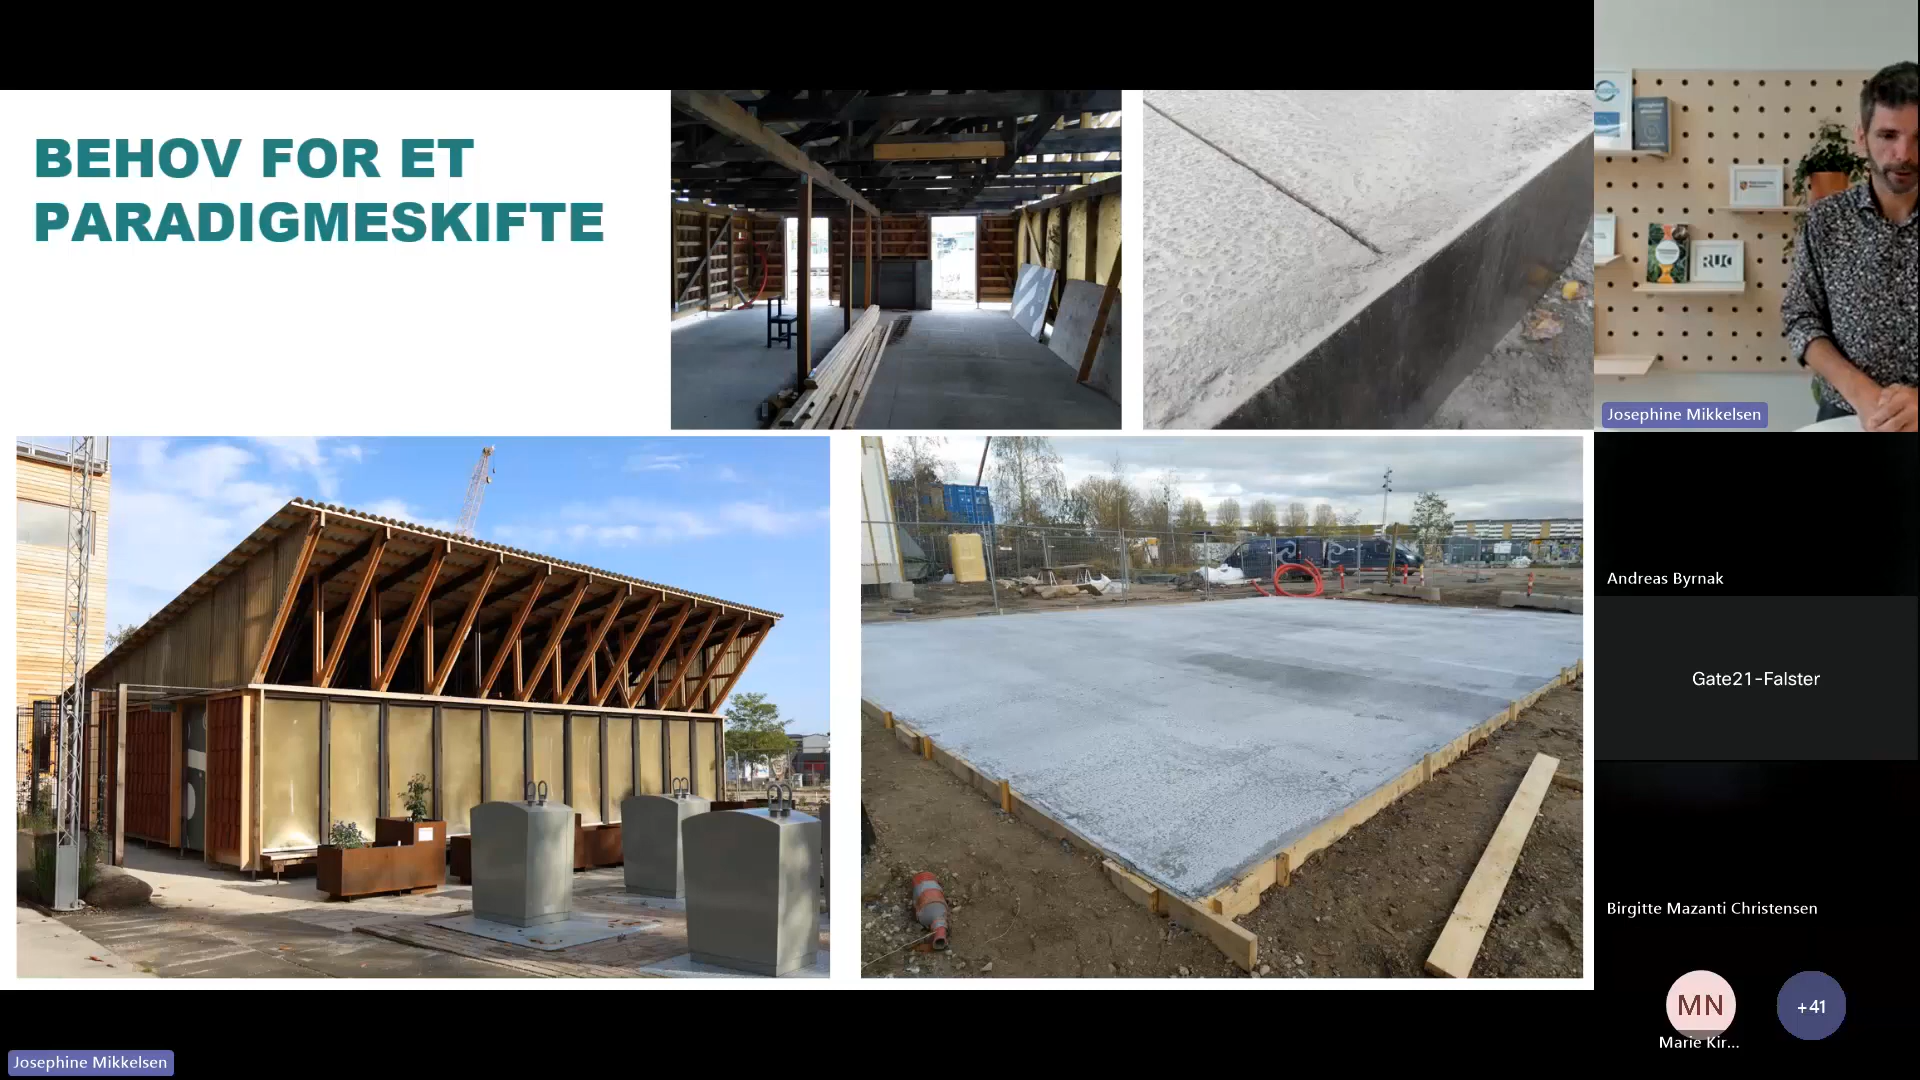 BEHOV FOR ET
PARADIGMESKIFTE
RUC
Josephine Mikkelsen
Andreas Byrnak
Gate21-Falster
Birgitte Mazanti Christensen
MN
+41
Marie Kir...
Josephine Mikkelsen